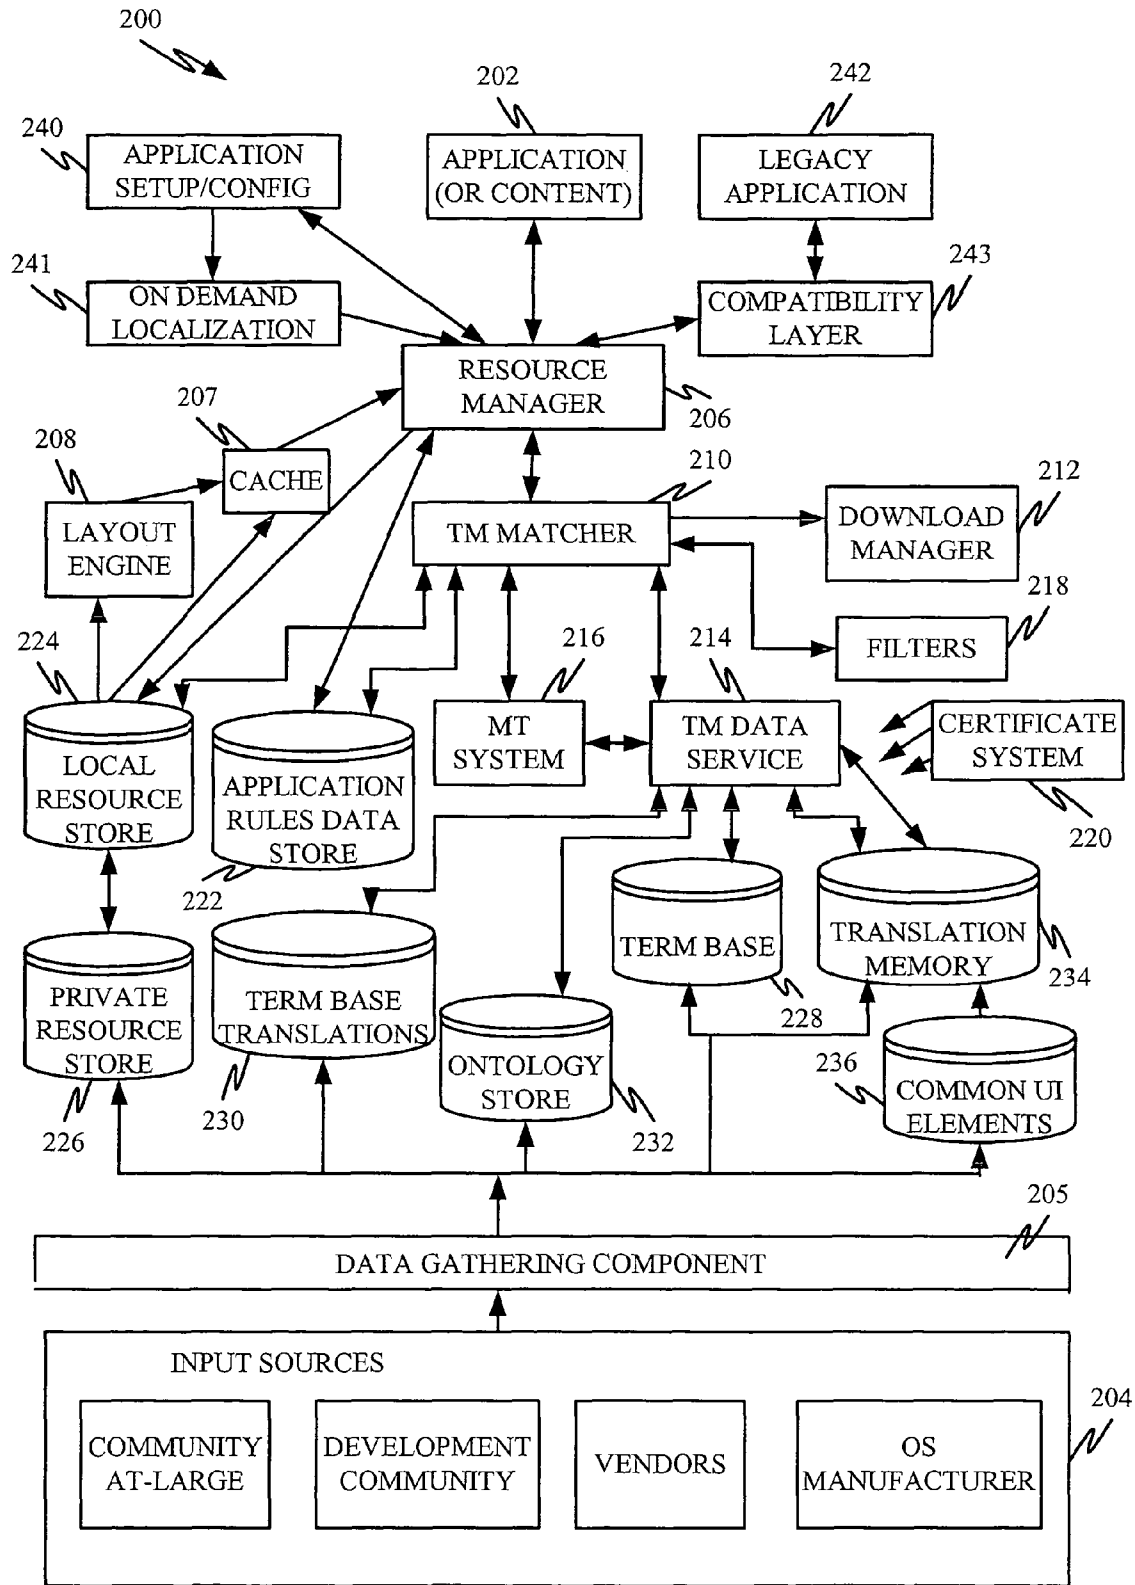 200
240
202
242
APPLICATION
SETUP/CONFIG
APPLICATION
(OR CONTENT)
LEGACY
APPLICATION
241
243
ON DEMAND
LOCALIZATION
COMPATIBILITY
LAYER
207
RESOURCE
MANAGER
206
208
CACHE
210
212
LAYOUT
ENGINE
TM MATCHER
DOWNLOAD
MANAGER
218
224
216
214
FILTERS
LOCAL
RESOURCE
STORE
APPLICATION
RULES DATA
STORE
MT
SYSTEM
TM DATA
SERVICE
CERTIFICATE
SYSTEM
220
222
PRIVATE
RESOURCE
STORE
TERM BASE
TRANSLATIONS
TERM BASE
TRANSLATION
MEMORY
234
228
226
230
ONTOLOGY
STORE
232
236
COMMON UI
ELEMENTS
205
DATA GATHERING COMPONENT
INPUT SOURCES
204
COMMUNITY
AT-LARGE
DEVELOPMENT
COMMUNITY
VENDORS
OS
MANUFACTURER